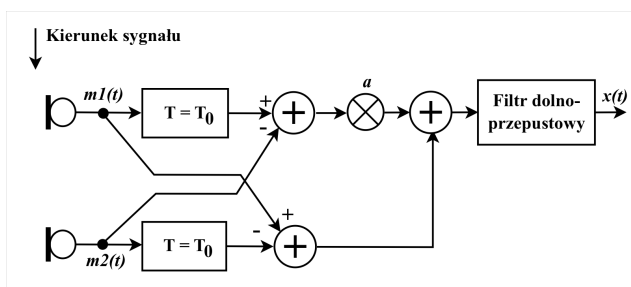 Kierunek sygnału
m1(t)
T = T0
+
-
+
a
+
Filtr dolno-
przepustowy
x(t)
m2(t)
T = T0
-
+
+